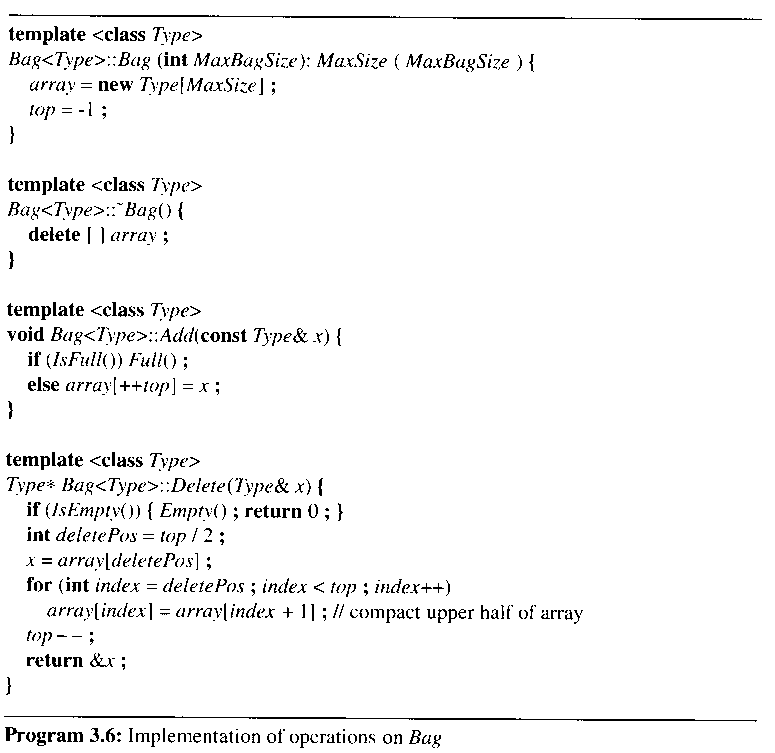 template <class Type>
Bag<Type>::Bag (int MaxBagSize): MaxSize ( MaxBagSize ) {
array = new Type[MaxSize] ;
top = -1 ;
}
template <class Type>
Bag<Type>::~Bag() {
delete [ ] array ;
}
template <class Type>
void Bag<Type>::Add(const Type& x) {
if (IsFull()) Full() ;
else array[++top] = x ;
}
template <class Type>
Type* Bag<Type>::Delete(Type& x) {
if (IsEmpty()) { Empty() ; return 0 ; }
int deletePos = top / 2 ;
x = array[deletePos] ;
for (int index = deletePos ; index < top ; index++)
array[index] = array[index + 1] ; // compact upper half of array
top-- ;
return &x ;
}
Program 3.6: Implementation of operations on Bag